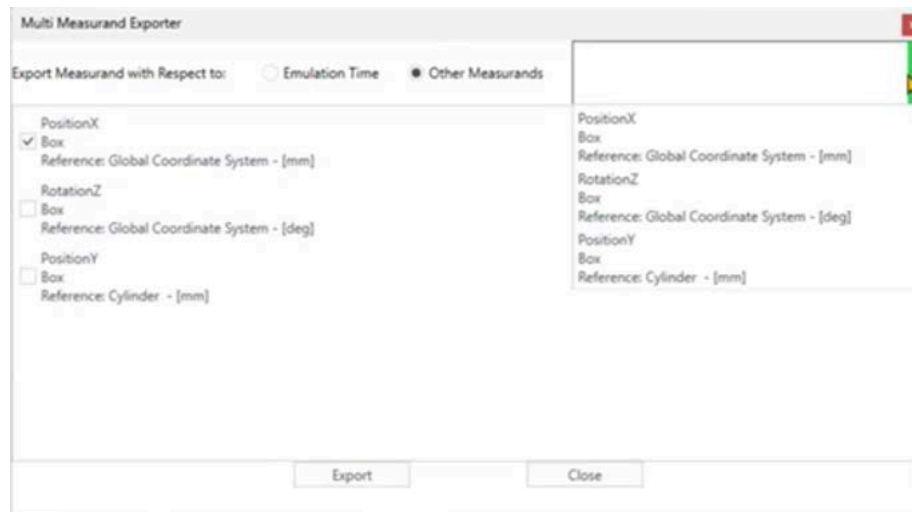 Multi Measurand Exporter
Export Measurand with Respect to: Emulation Time Other Measurands
PositionX
Box
Reference: Global Coordinate System - [mm]
RotationZ
Box
Reference: Global Coordinate System - [deg]
PositionY
Box
Reference: Cylinder - [mm]
PositionX
Box
Reference: Global Coordinate System - [mm]
RotationZ
Box
Reference: Global Coordinate System - [deg]
PositionY
Box
Reference: Cylinder - [mm]
Export Close